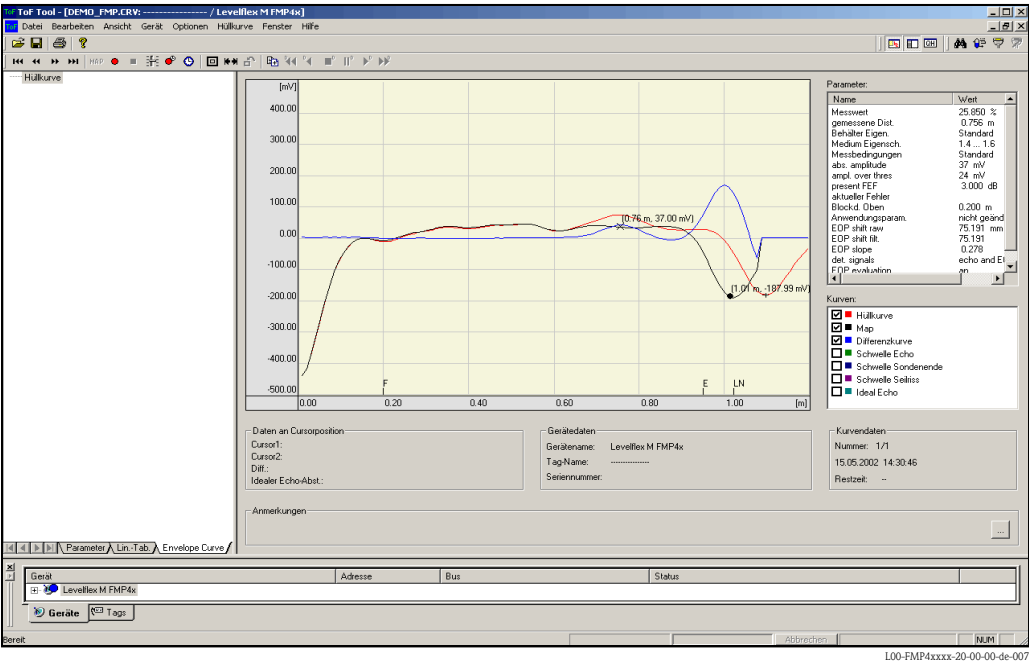 ToF Tool - [DEMO_FMP.CRV: ---------------- / Levelflex M FMP4x]
Datei Bearbeiten Ansicht Gerät Optionen Hüllkurve Fenster Hilfe
MAP
Hüllkurve
[mV]
400.00
300.00
200.00
100.00
0.00
-100.00
-200.00
-300.00
-400.00
-500.00
(0.76 m, 37.00 mV)
(1.01 m, -187.99 mV)
F
E
LN
0.00 0.20 0.40 0.60 0.80 1.00 [m]
Parameter:
Name Wert
Messwert 25.850 %
gemessene Dist. 0.756 m
Behälter Eigen. Standard
Medium Eigensch. 1.4 ... 1.6
Messbedingungen Standard
abs. amplitude 37 mV
ampl. over thres 24 mV
present FEF 3.000 dB
aktueller Fehler
Blockd. Oben 0.200 m
Anwendungsparam. nicht geänd
EOP shift raw 75.191 mm
EOP shift filt. 75.191
EOP slope 0.278
det. signals echo and E
EOP evaluation an
Kurven:
Hüllkurve
Map
Differenzkurve
Schwelle Echo
Schwelle Sondenende
Schwelle Seilriss
Ideal Echo
Daten an Cursorposition
Cursor1:
Cursor2:
Diff.:
Idealer Echo-Abst.:
Gerätedaten
Gerätename: Levelflex M FMP4x
Tag-Name: ----------------
Seriennummer:
Kurvendaten
Nummer: 1/1
15.05.2002 14:30:46
Restzeit: --
Anmerkungen
...
Parameter Lin.-Tab. Envelope Curve
Gerät Adresse Bus Status
Levelflex M FMP4x
Geräte Tags
Bereit Abbrechen NUM
L00-FMP4xxxx-20-00-00-de-007